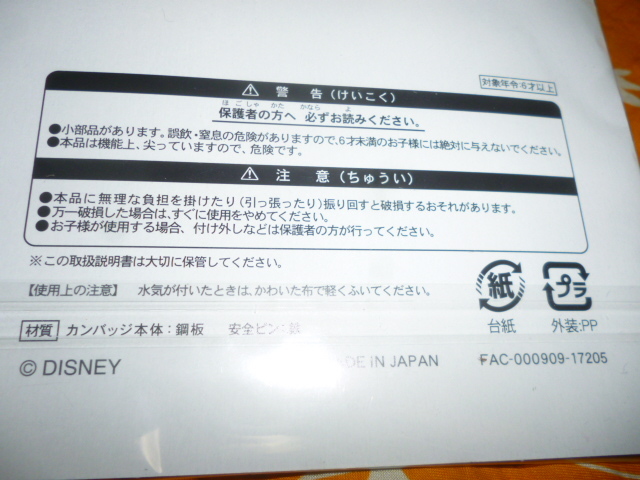 対象年令:6才以上
⚠ 警 告(けいこく)
ほごしゃ かた かなら よ
保護者の方へ 必ずお読みください。
●小部品があります。誤飲・窒息の危険がありますので、6才未満のお子様には絶対に与えないでください。
●本品は機能上、尖っていますので、危険です。
⚠ 注 意(ちゅうい)
●本品に無理な負担を掛けたり(引っ張ったり)振り回すと破損するおそれがあります。
●万一破損した場合は、すぐに使用をやめてください。
●お子様が使用する場合、付け外しなどは保護者の方が行ってください。
※この取扱説明書は大切に保管してください。
【使用上の注意】 水気が付いたときは、かわいた布で軽くふいてください。
紙 プラ
台紙 外装:PP
材質 カンバッジ本体:鋼板 安全ピン:鉄
© DISNEY DE IN JAPAN FAC-000909-17205